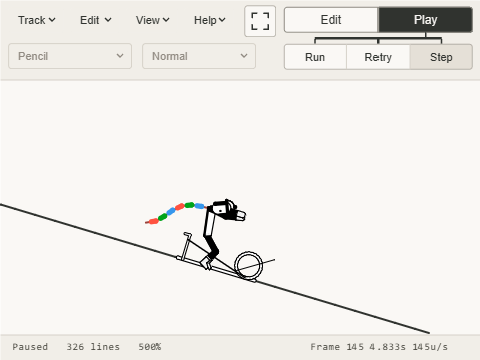 Track Edit View Help Edit Play
Pencil Normal Run Retry Step
Paused 326 lines 500% Frame 145 4.833s 145u/s